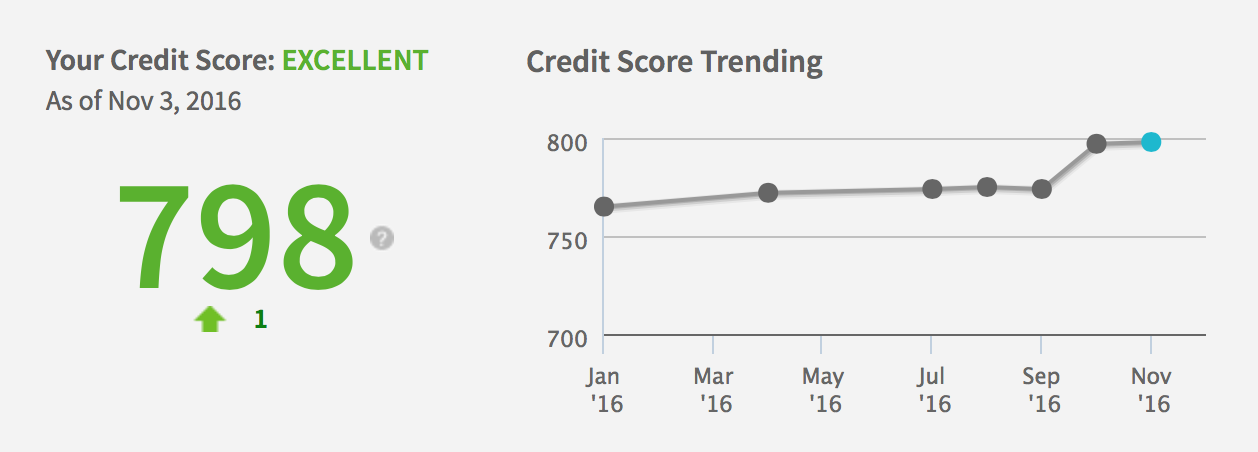 Your Credit Score: EXCELLENT
As of Nov 3, 2016
798
?
1
Credit Score Trending
800
750
700
Jan Mar May Jul Sep Nov
'16 '16 '16 '16 '16 '16